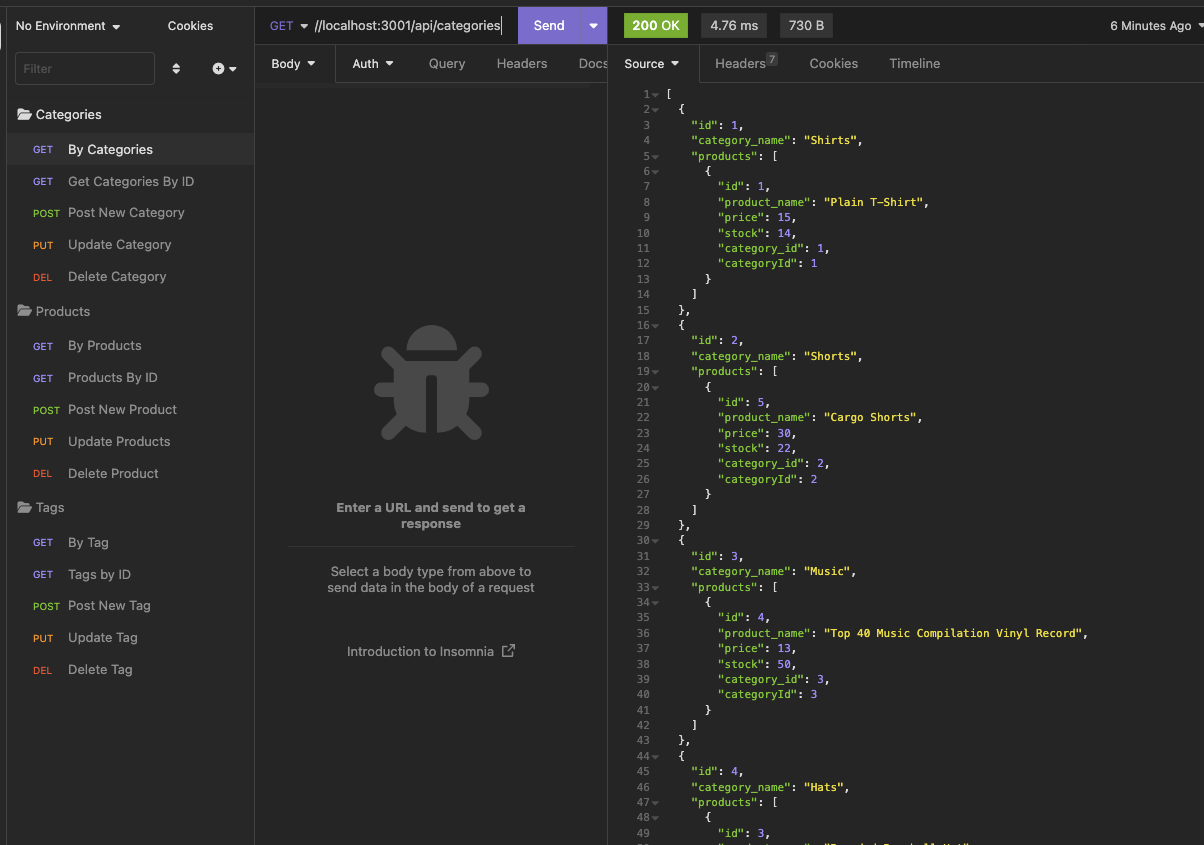 No Environment
Cookies
Filter
Categories
GET By Categories
GET Get Categories By ID
POST Post New Category
PUT Update Category
DEL Delete Category
Products
GET By Products
GET Products By ID
POST Post New Product
PUT Update Products
DEL Delete Product
Tags
GET By Tag
GET Tags by ID
POST Post New Tag
PUT Update Tag
DEL Delete Tag
GET //localhost:3001/api/categories Send
Body Auth Query Headers Docs
Enter a URL and send to get a
response
Select a body type from above to
send data in the body of a request
Introduction to Insomnia
200 OK 4.76 ms 730 B 6 Minutes Ago
Source Headers 7 Cookies Timeline
1 [
2 {
3 "id": 1,
4 "category_name": "Shirts",
5 "products": [
6 {
7 "id": 1,
8 "product_name": "Plain T-Shirt",
9 "price": 15,
10 "stock": 14,
11 "category_id": 1,
12 "categoryId": 1
13 }
14 ]
15 },
16 {
17 "id": 2,
18 "category_name": "Shorts",
19 "products": [
20 {
21 "id": 5,
22 "product_name": "Cargo Shorts",
23 "price": 30,
24 "stock": 22,
25 "category_id": 2,
26 "categoryId": 2
27 }
28 ]
29 },
30 {
31 "id": 3,
32 "category_name": "Music",
33 "products": [
34 {
35 "id": 4,
36 "product_name": "Top 40 Music Compilation Vinyl Record",
37 "price": 13,
38 "stock": 50,
39 "category_id": 3,
40 "categoryId": 3
41 }
42 ]
43 },
44 {
45 "id": 4,
46 "category_name": "Hats",
47 "products": [
48 {
49 "id": 3,